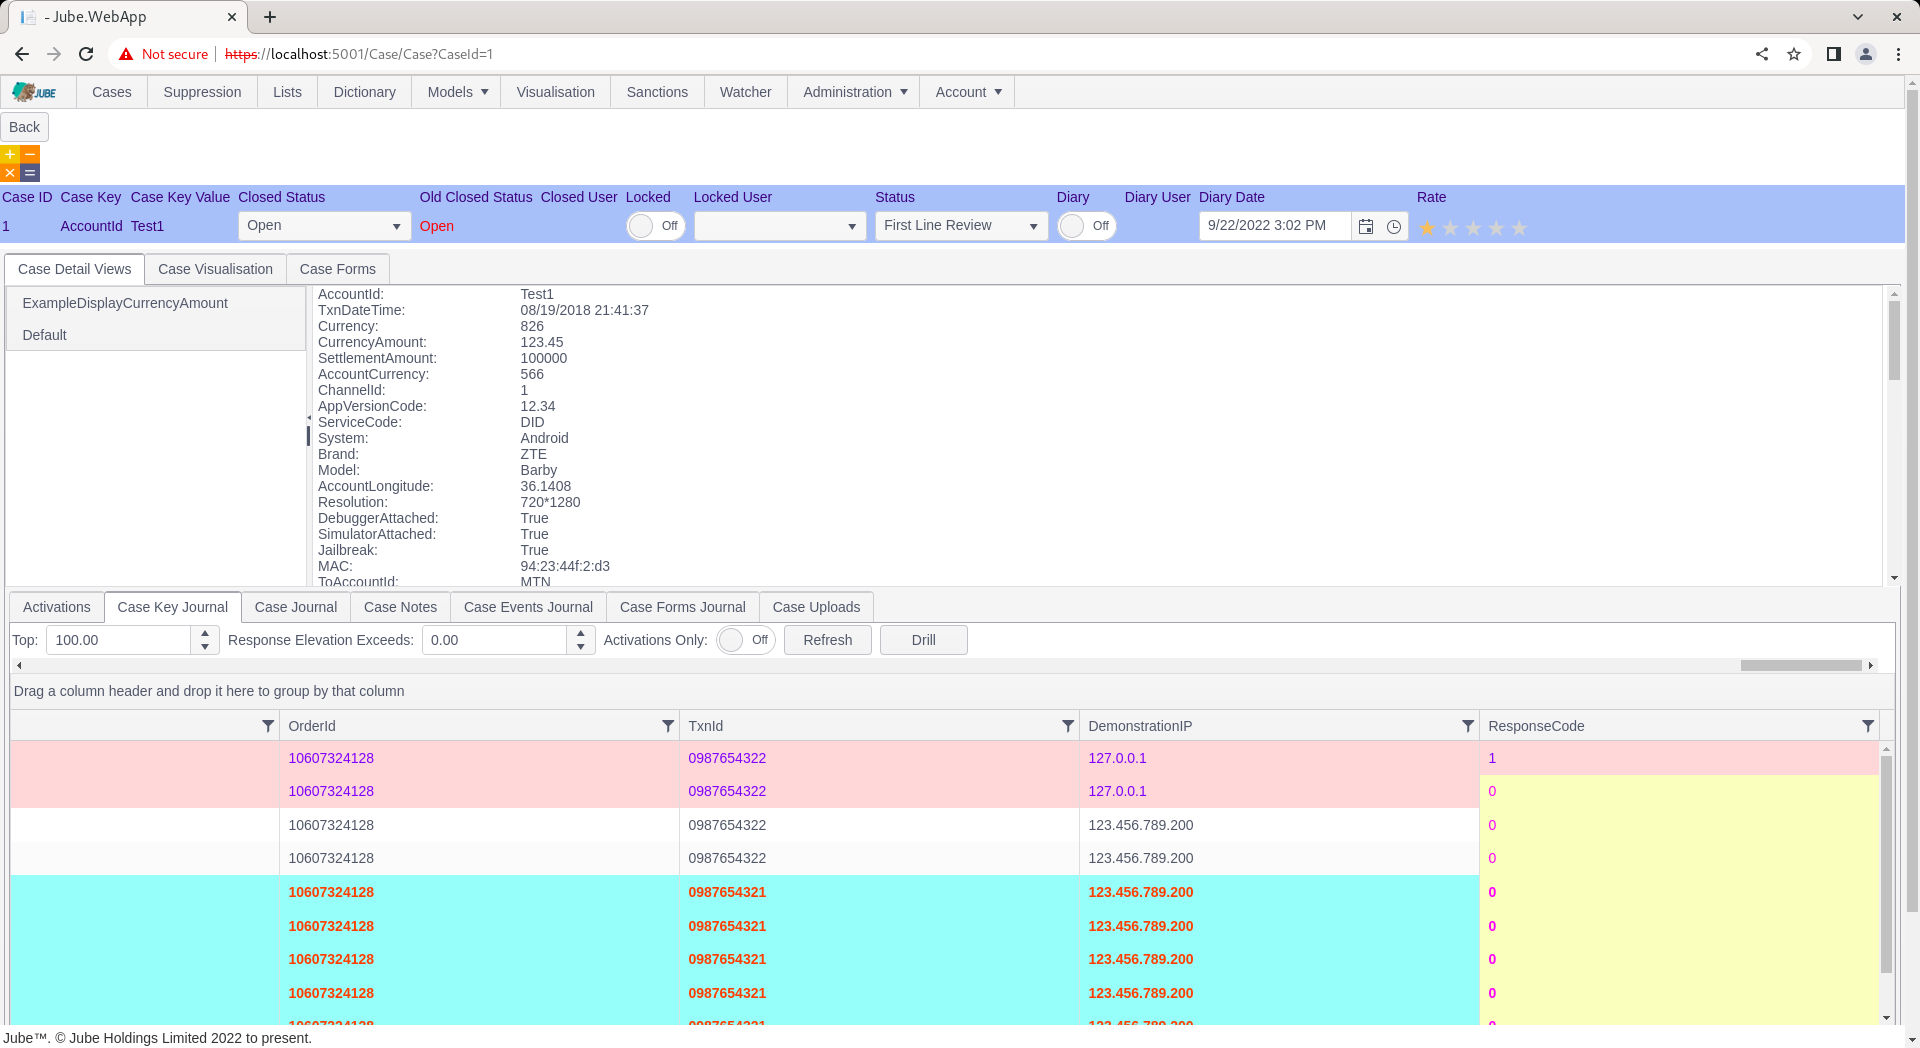 - Jube.WebApp
Not secure https://localhost:5001/Case/Case?CaseId=1
JUBE Cases Suppression Lists Dictionary Models Visualisation Sanctions Watcher Administration Account
Back
+ −
× =
Case ID Case Key Case Key Value Closed Status Old Closed Status Closed User Locked Locked User Status Diary Diary User Diary Date Rate
1 AccountId Test1 Open Open Off First Line Review Off 9/22/2022 3:02 PM
Case Detail Views Case Visualisation Case Forms
ExampleDisplayCurrencyAmount
Default
AccountId: Test1
TxnDateTime: 08/19/2018 21:41:37
Currency: 826
CurrencyAmount: 123.45
SettlementAmount: 100000
AccountCurrency: 566
ChannelId: 1
AppVersionCode: 12.34
ServiceCode: DID
System: Android
Brand: ZTE
Model: Barby
AccountLongitude: 36.1408
Resolution: 720*1280
DebuggerAttached: True
SimulatorAttached: True
Jailbreak: True
MAC: 94:23:44f:2:d3
ToAccountId: MTN
Activations Case Key Journal Case Journal Case Notes Case Events Journal Case Forms Journal Case Uploads
Top: 100.00 Response Elevation Exceeds: 0.00 Activations Only: Off Refresh Drill
Drag a column header and drop it here to group by that column
OrderId TxnId DemonstrationIP ResponseCode
10607324128 0987654322 127.0.0.1 1
10607324128 0987654322 127.0.0.1 0
10607324128 0987654322 123.456.789.200 0
10607324128 0987654322 123.456.789.200 0
10607324128 0987654321 123.456.789.200 0
10607324128 0987654321 123.456.789.200 0
10607324128 0987654321 123.456.789.200 0
10607324128 0987654321 123.456.789.200 0
10607324128 0987654321 123.456.789.200 0
Jube™. © Jube Holdings Limited 2022 to present.